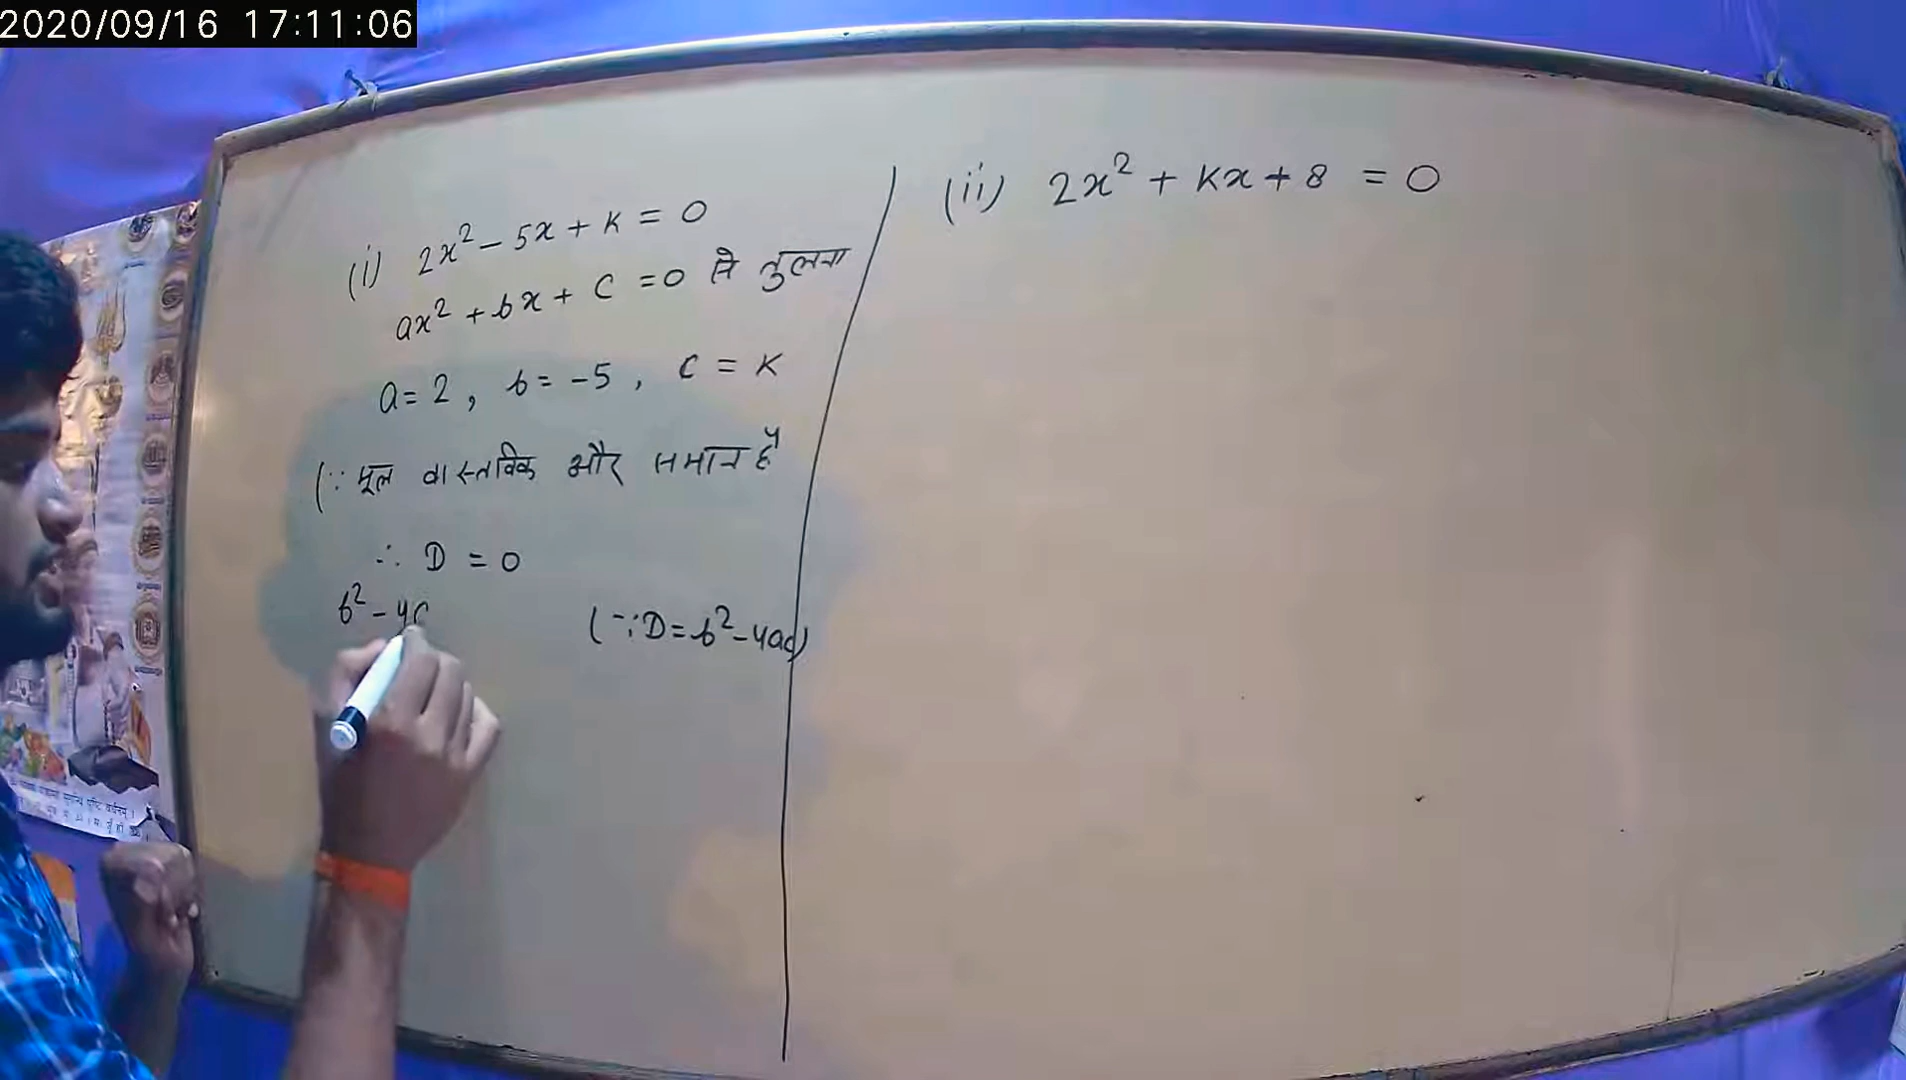 2020/09/16 17:11:06
(i) 2x² - 5x + K = 0
ax² + bx + c = 0 से तुलना
a = 2 , b = -5 , c = K
(∵ मूल वास्तविक और समान हैं
∴ D = 0
b² - 4a
(∵ D = b² - 4ac)
(ii) 2x² + Kx + 8 = 0